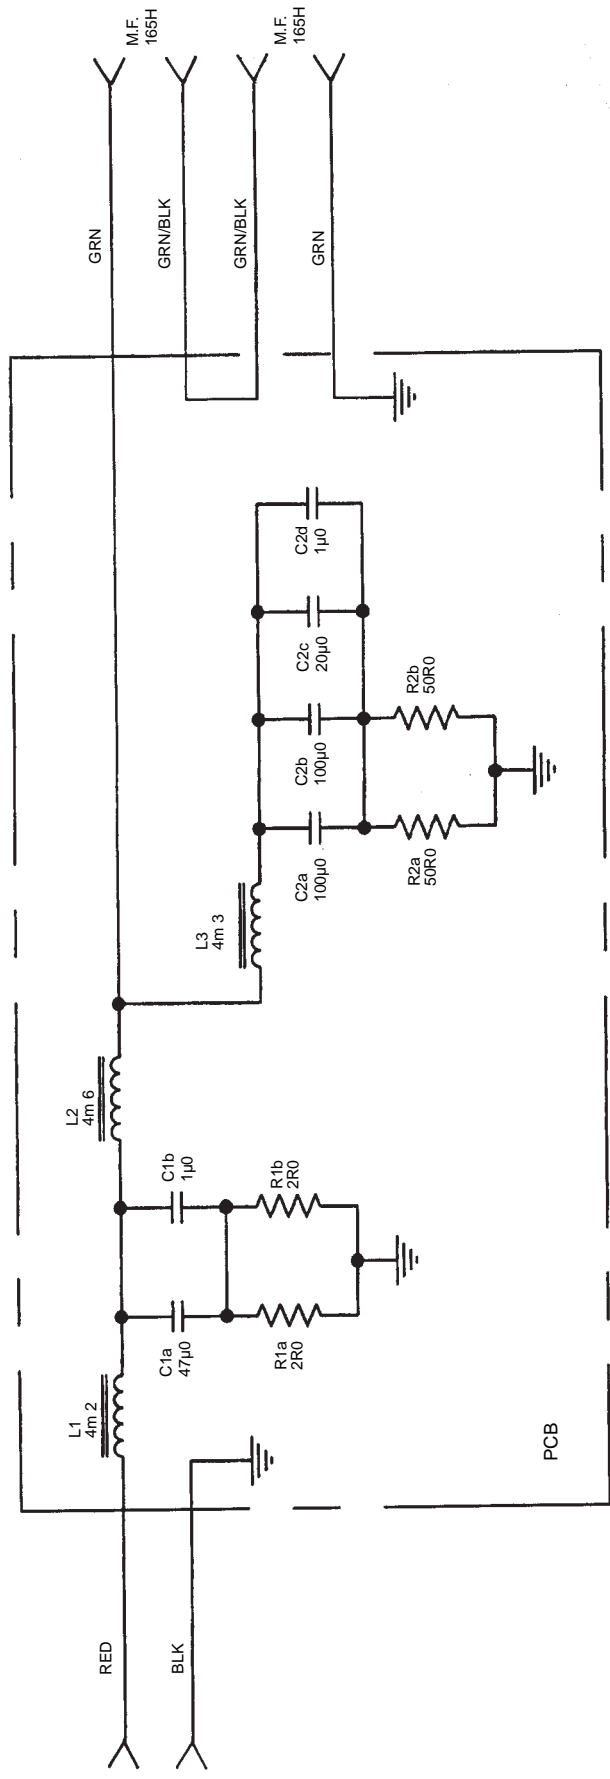 RED
BLK
L1
4m 2
C1a
47µ0
R1a
2R0
C1b
1µ0
R1b
2R0
L2
4m 6
L3
4m 3
C2a
100µ0
C2b
100µ0
C2c
20µ0
C2d
1µ0
R2a
50R0
R2b
50R0
PCB
GRN
GRN/BLK
GRN/BLK
GRN
M.F.
165H
M.F.
165H